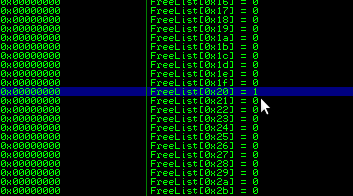 0x00000000 FreeList[0x16] = 0
0x00000000 FreeList[0x17] = 0
0x00000000 FreeList[0x18] = 0
0x00000000 FreeList[0x19] = 0
0x00000000 FreeList[0x1a] = 0
0x00000000 FreeList[0x1b] = 0
0x00000000 FreeList[0x1c] = 0
0x00000000 FreeList[0x1d] = 0
0x00000000 FreeList[0x1e] = 0
0x00000000 FreeList[0x1f] = 0
0x00000000 FreeList[0x20] = 1
0x00000000 FreeList[0x21] = 0
0x00000000 FreeList[0x22] = 0
0x00000000 FreeList[0x23] = 0
0x00000000 FreeList[0x24] = 0
0x00000000 FreeList[0x25] = 0
0x00000000 FreeList[0x26] = 0
0x00000000 FreeList[0x27] = 0
0x00000000 FreeList[0x28] = 0
0x00000000 FreeList[0x29] = 0
0x00000000 FreeList[0x2a] = 0
0x00000000 FreeList[0x2b] = 0